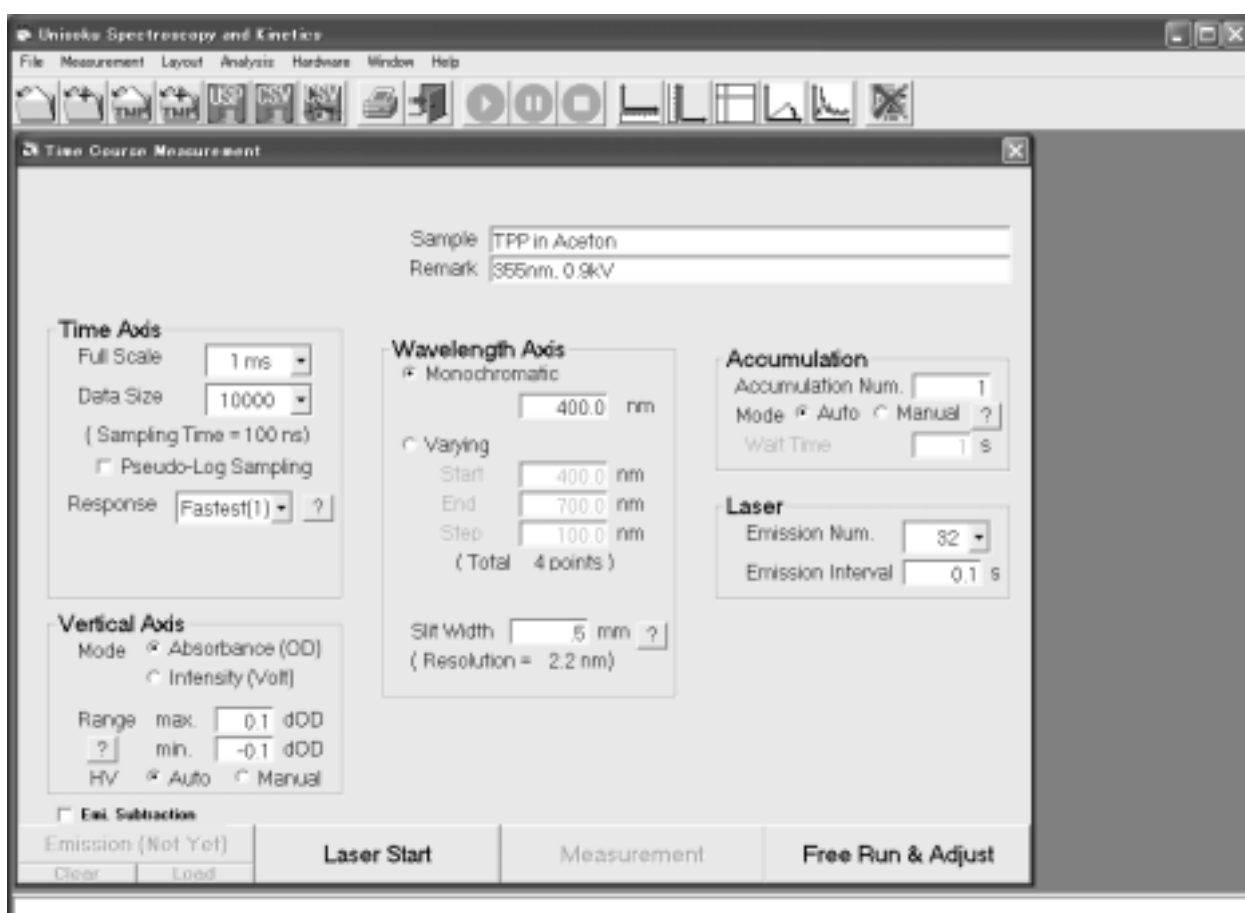 Unisoku Spectroscopy and Kinetics
File Measurement Layout Analysis Hardware Window Help
TMP TMP USP CSV
Time Course Measurement
Sample TPP in Aceton
Remark 355nm, 0.9kV
Time Axis
Full Scale 1 ms
Data Size 10000
( Sampling Time = 100 ns)
Pseudo-Log Sampling
Response Fastest(1) ?
Vertical Axis
Mode Absorbance (OD)
Intensity (Volt)
Range max. 0.1 dOD
? min. -0.1 dOD
HV Auto Manual
Emi. Subtraction
Wavelength Axis
Monochromatic
400.0 nm
Varying
Start 400.0 nm
End 700.0 nm
Step 100.0 nm
( Total 4 points )
Slit Width .5 mm ?
( Resolution = 2.2 nm)
Accumulation
Accumulation Num. 1
Mode Auto Manual ?
Wait Time 1 s
Laser
Emission Num. 32
Emission Interval 0.1 s
Emission (Not Yet)
Clear Load
Laser Start
Measurement
Free Run & Adjust